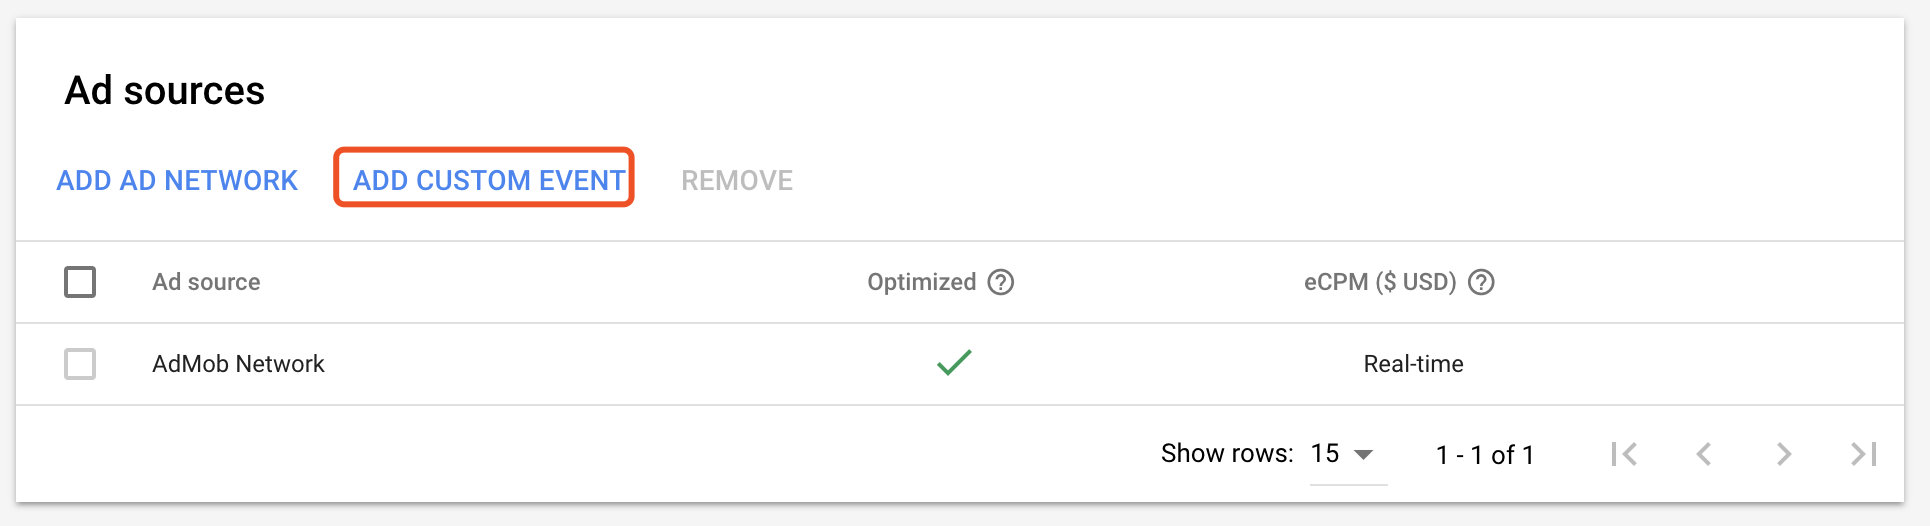 Ad sources
ADD AD NETWORK ADD CUSTOM EVENT REMOVE
Ad source Optimized ? eCPM ($ USD) ?
AdMob Network Real-time
Show rows: 15 1 - 1 of 1